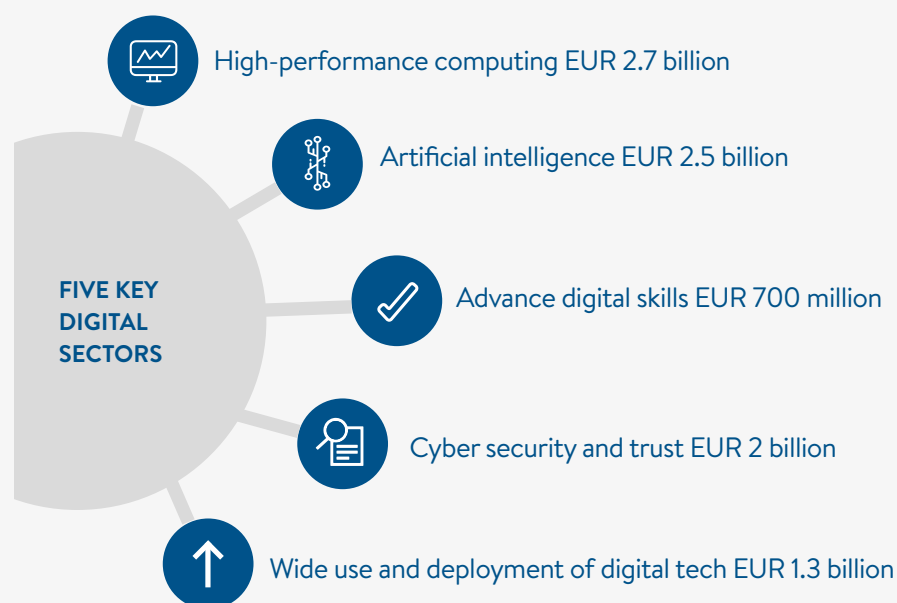 High-performance computing EUR 2.7 billion
Artificial intelligence EUR 2.5 billion
FIVE KEY
DIGITAL
SECTORS
Advance digital skills EUR 700 million
Cyber security and trust EUR 2 billion
Wide use and deployment of digital tech EUR 1.3 billion